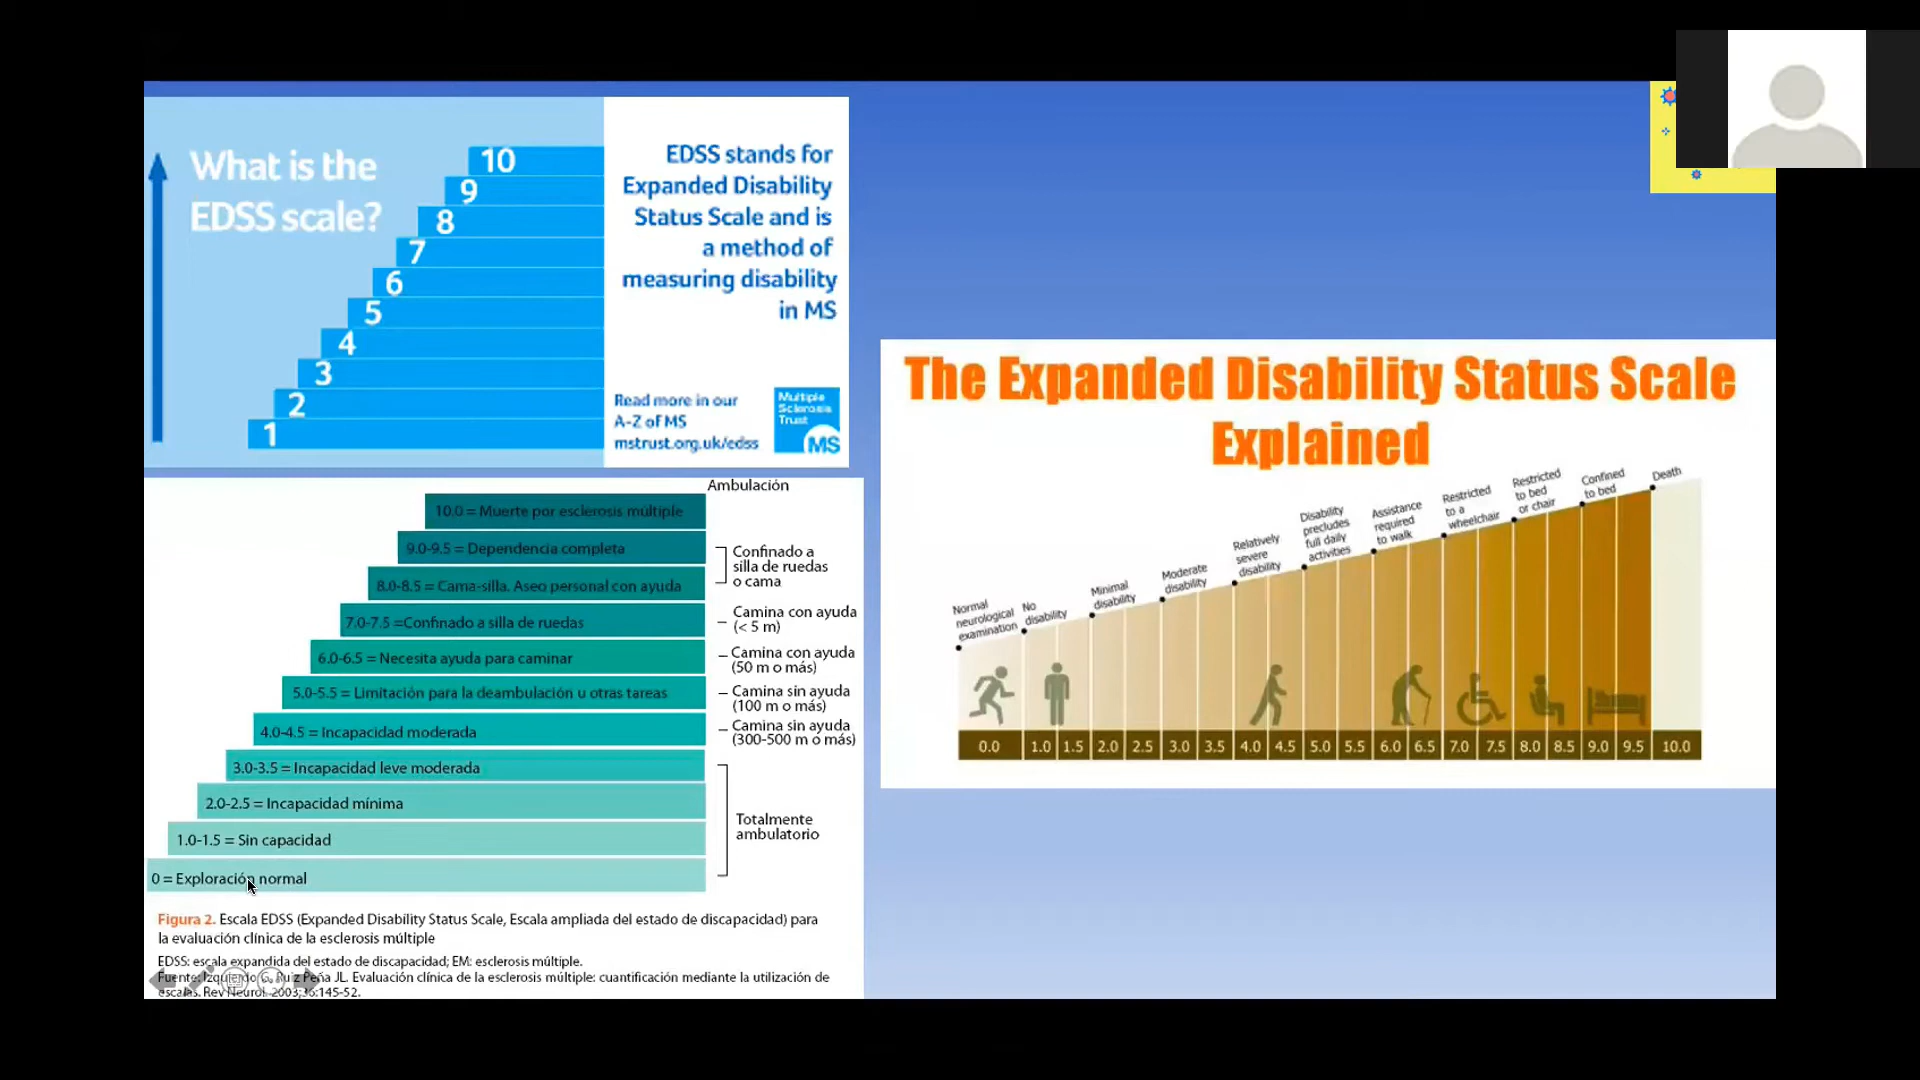 What is the
EDSS scale?
10
9
8
7
6
5
4
3
2
1
EDSS stands for
Expanded Disability
Status Scale and is
a method of
measuring disability
in MS
Read more in our
A-Z of MS
mstrust.org.uk/edss
Multiple
Sclerosis
Trust
MS
Ambulación
10.0 = Muerte por esclerosis múltiple
9.0-9.5 = Dependencia completa
8.0-8.5 = Cama-silla. Aseo personal con ayuda
7.0-7.5 =Confinado a silla de ruedas
6.0-6.5 = Necesita ayuda para caminar
5.0-5.5 = Limitación para la deambulación u otras tareas
4.0-4.5 = Incapacidad moderada
3.0-3.5 = Incapacidad leve moderada
2.0-2.5 = Incapacidad mínima
1.0-1.5 = Sin capacidad
0 = Exploración normal
Confinado a
silla de ruedas
o cama
Camina con ayuda
(< 5 m)
Camina con ayuda
(50 m o más)
Camina sin ayuda
(100 m o más)
Camina sin ayuda
(300-500 m o más)
Totalmente
ambulatorio
Figura 2. Escala EDSS (Expanded Disability Status Scale, Escala ampliada del estado de discapacidad) para
la evaluación clínica de la esclerosis múltiple
EDSS: escala expandida del estado de discapacidad; EM: esclerosis múltiple.
Fuente: Izquierdo G, Ruiz Peña JL. Evaluación clínica de la esclerosis múltiple: cuantificación mediante la utilización de
escalas. Rev Neurol. 2003;36:145-52.
The Expanded Disability Status Scale
Explained
Normal
neurological
examination
No
disability
Minimal
disability
Moderate
disability
Relatively
severe
disability
Disability
precludes
full daily
activities
Assistance
required
to walk
Restricted
to a
wheelchair
Restricted
to bed
or chair
Confined
to bed
Death
0.0 1.0 1.5 2.0 2.5 3.0 3.5 4.0 4.5 5.0 5.5 6.0 6.5 7.0 7.5 8.0 8.5 9.0 9.5 10.0